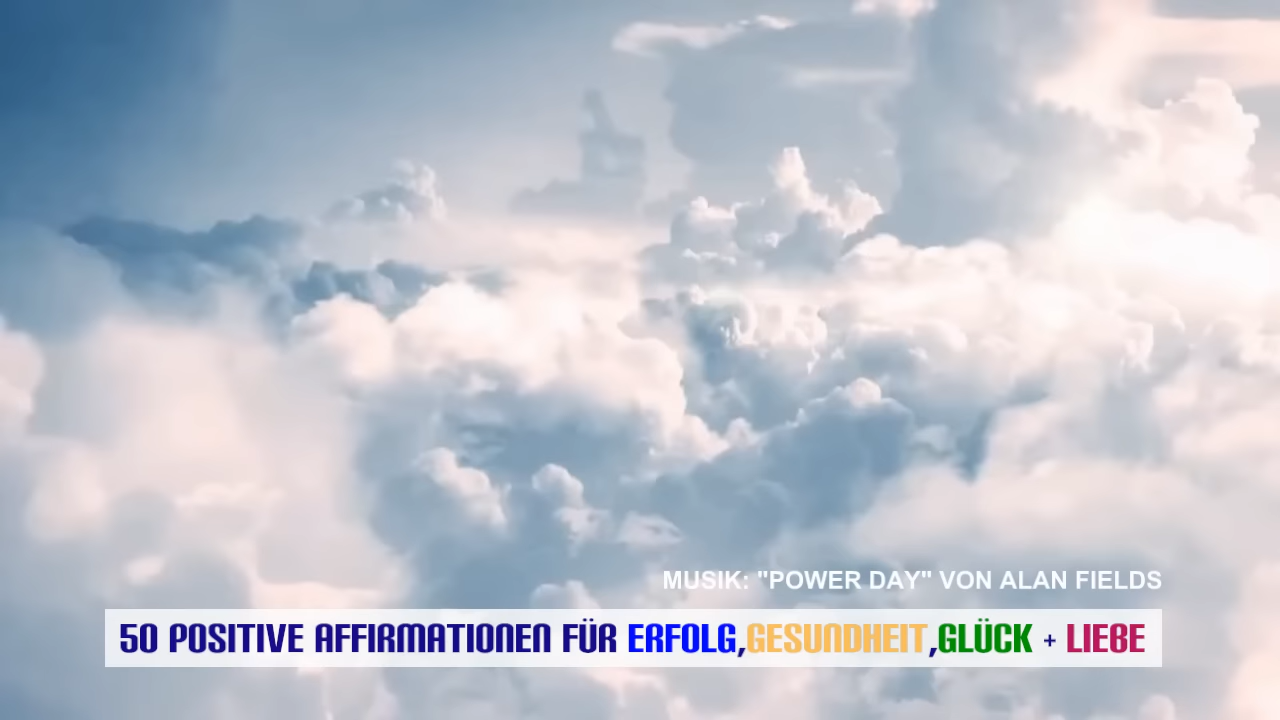 MUSIK: "POWER DAY" VON ALAN FIELDS
50 POSITIVE AFFIRMATIONEN FÜR ERFOLG,GESUNDHEIT,GLÜCK + LIEBE